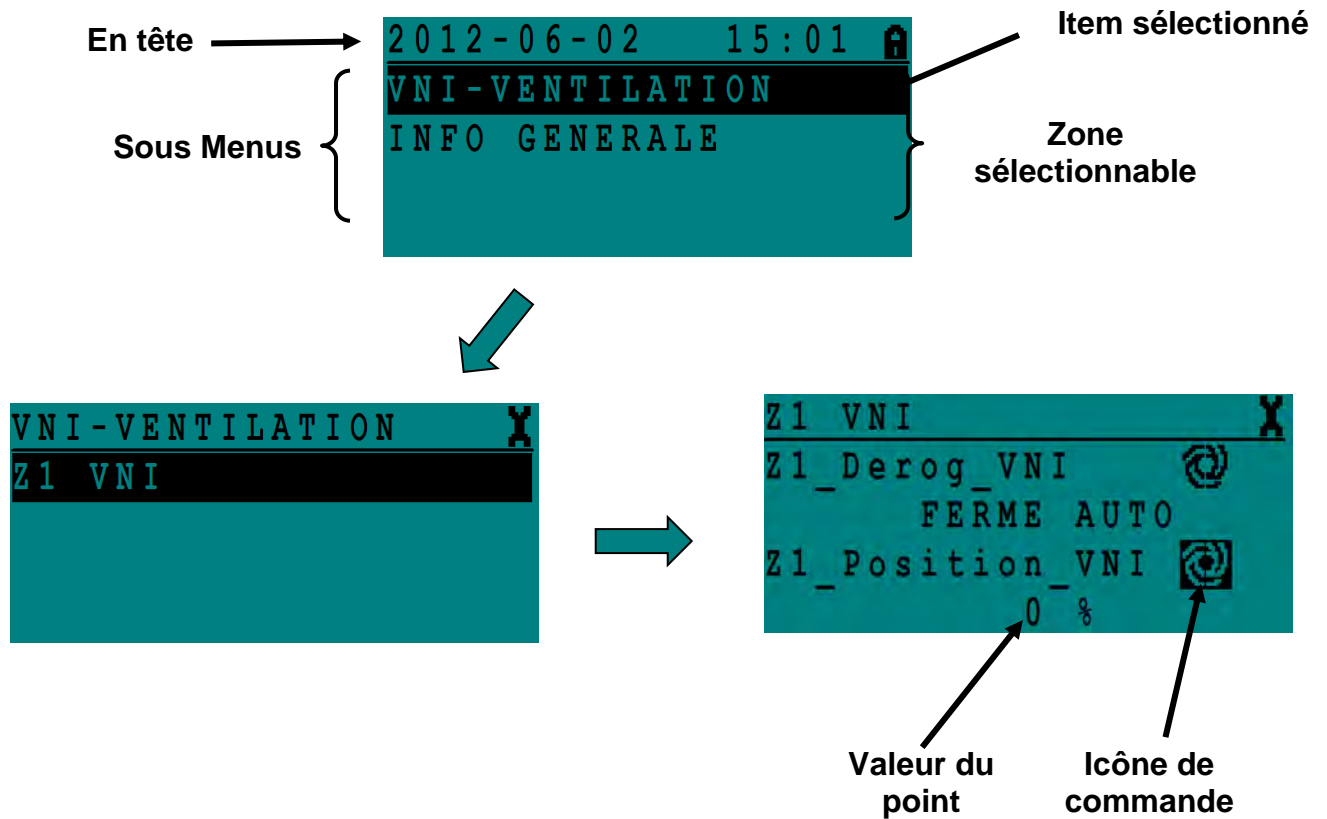 En tête
2012-06-02 15:01
Item sélectionné
VNI-VENTILATION
INFO GENERALE
Sous Menus
Zone
sélectionnable
VNI-VENTILATION
Z1 VNI
Z1 VNI
Z1_Derog_VNI
FERME AUTO
Z1_Position_VNI
0 %
Valeur du
point
Icône de
commande